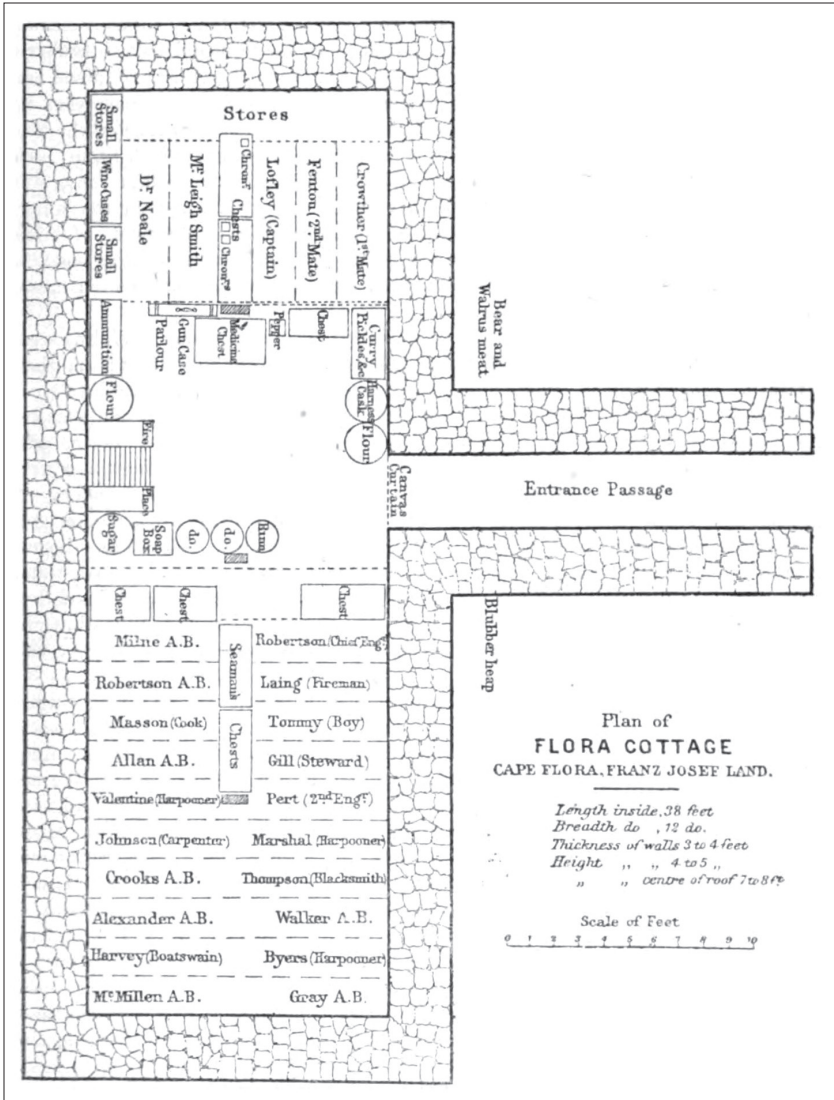 Stores
Small
Stores
Wine Cases
Small
Stores
Ammunition
Dr Neale
Mr Leigh Smith
Chronr
Chests
Chronrs
Lofley (Captain)
Fenton (2nd Mate)
Crowther (1st Mate)
Parlour
Gun Case
Medicine
Chest
Pepper
Chest
Curry
Pickles &c
Harness
Cask
Flour
Flour
Fire
Place
Bear and
Walrus meat
Canvas
Curtain
Entrance Passage
Sugar
Soap
Box
do.
do.
Rum
Chest
Chest
Chest
Blubber heap
Seaman's
Chests
Milne A.B.
Robertson (Chief Engr)
Robertson A.B.
Laing (Fireman)
Masson (Cook)
Tommy (Boy)
Allan A.B.
Gill (Steward)
Valentine (Harpooner)
Pert (2nd Engr)
Johnson (Carpenter)
Marshal (Harpooner)
Crooks A.B.
Thompson (Blacksmith)
Alexander A.B.
Walker A.B.
Harvey (Boatswain)
Byers (Harpooner)
Mc Millen A.B.
Gray A.B.
Plan of
FLORA COTTAGE
CAPE FLORA, FRANZ JOSEF LAND.
Length inside, 38 feet
Breadth do , 12 do.
Thickness of walls 3 to 4 feet
Height " " 4 to 5 "
" " centre of roof 7 to 8 ft
Scale of Feet
0 1 2 3 4 5 6 7 8 9 10